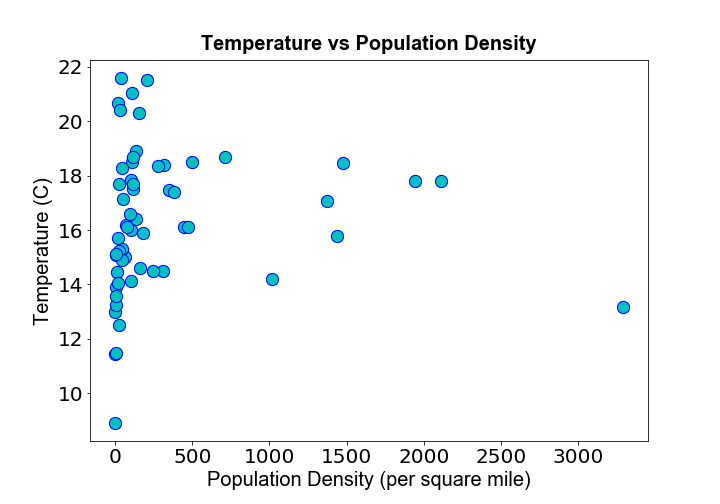 Temperature vs Population Density
22
20
18
16
14
12
10
Temperature (C)
0 500 1000 1500 2000 2500 3000
Population Density (per square mile)